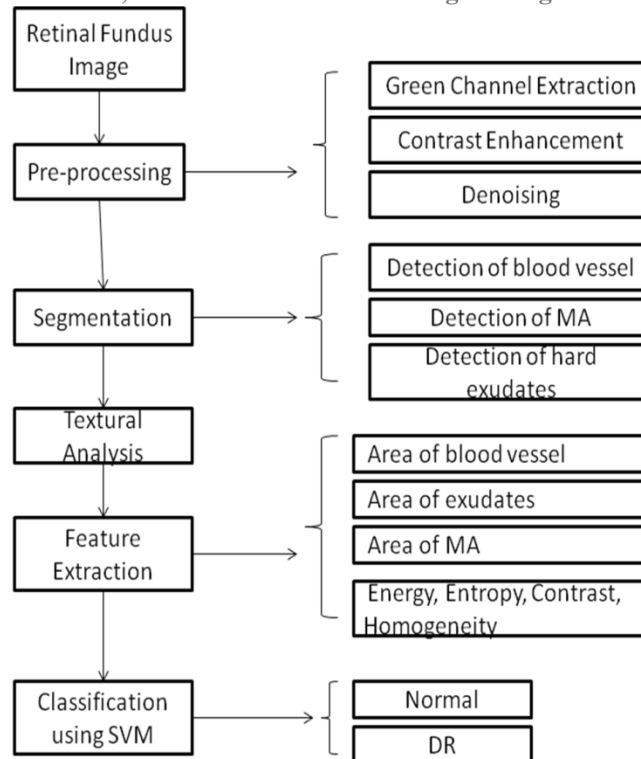 Retinal Fundus
Image
Pre-processing
Green Channel Extraction
Contrast Enhancement
Denoising
Segmentation
Detection of blood vessel
Detection of MA
Detection of hard
exudates
Textural
Analysis
Feature
Extraction
Area of blood vessel
Area of exudates
Area of MA
Energy, Entropy, Contrast,
Homogeneity
Classification
using SVM
Normal
DR